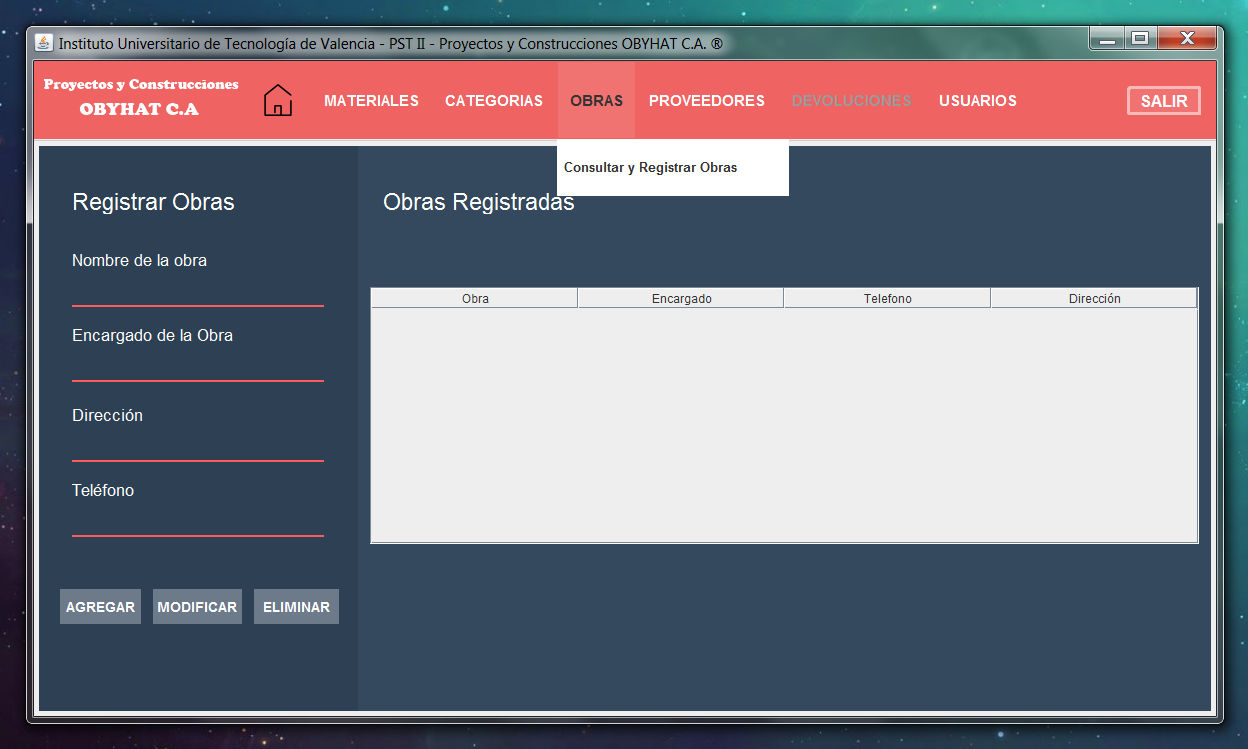 Instituto Universitario de Tecnología de Valencia - PST II - Proyectos y Construcciones OBYHAT C.A. ®
Proyectos y Construcciones
OBYHAT C.A
MATERIALES CATEGORIAS OBRAS PROVEEDORES DEVOLUCIONES USUARIOS SALIR
Consultar y Registrar Obras
Registrar Obras
Nombre de la obra
Encargado de la Obra
Dirección
Teléfono
AGREGAR MODIFICAR ELIMINAR
Obras Registradas
Obra Encargado Telefono Dirección